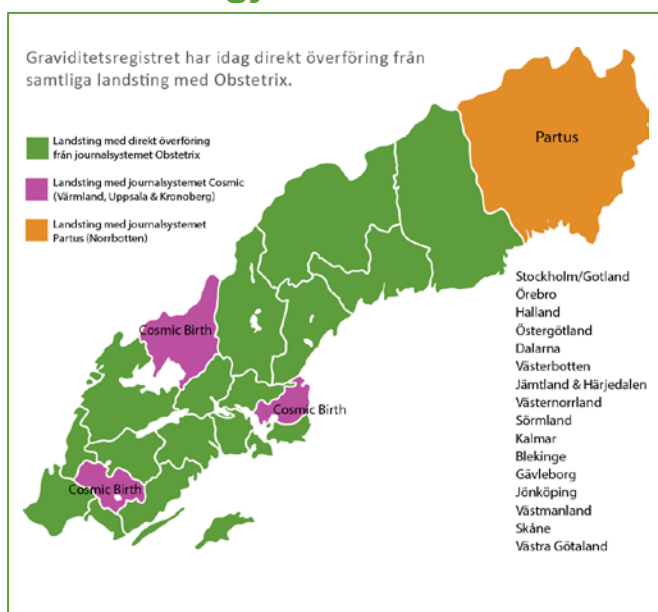 Graviditetsregistret har idag direkt överföring från
samtliga landsting med Obstetrix.
Landsting med direkt överföring
från journalsystemet Obstetrix
Landsting med journalsystemet Cosmic
(Värmland, Uppsala & Kronoberg)
Landsting med journalsystemet
Partus (Norrbotten)
Partus
Cosmic Birth
Cosmic Birth
Cosmic Birth
Stockholm/Gotland
Örebro
Halland
Östergötland
Dalarna
Västerbotten
Jämtland & Härjedalen
Västernorrland
Sörmland
Kalmar
Blekinge
Gävleborg
Jönköping
Västmanland
Skåne
Västra Götaland